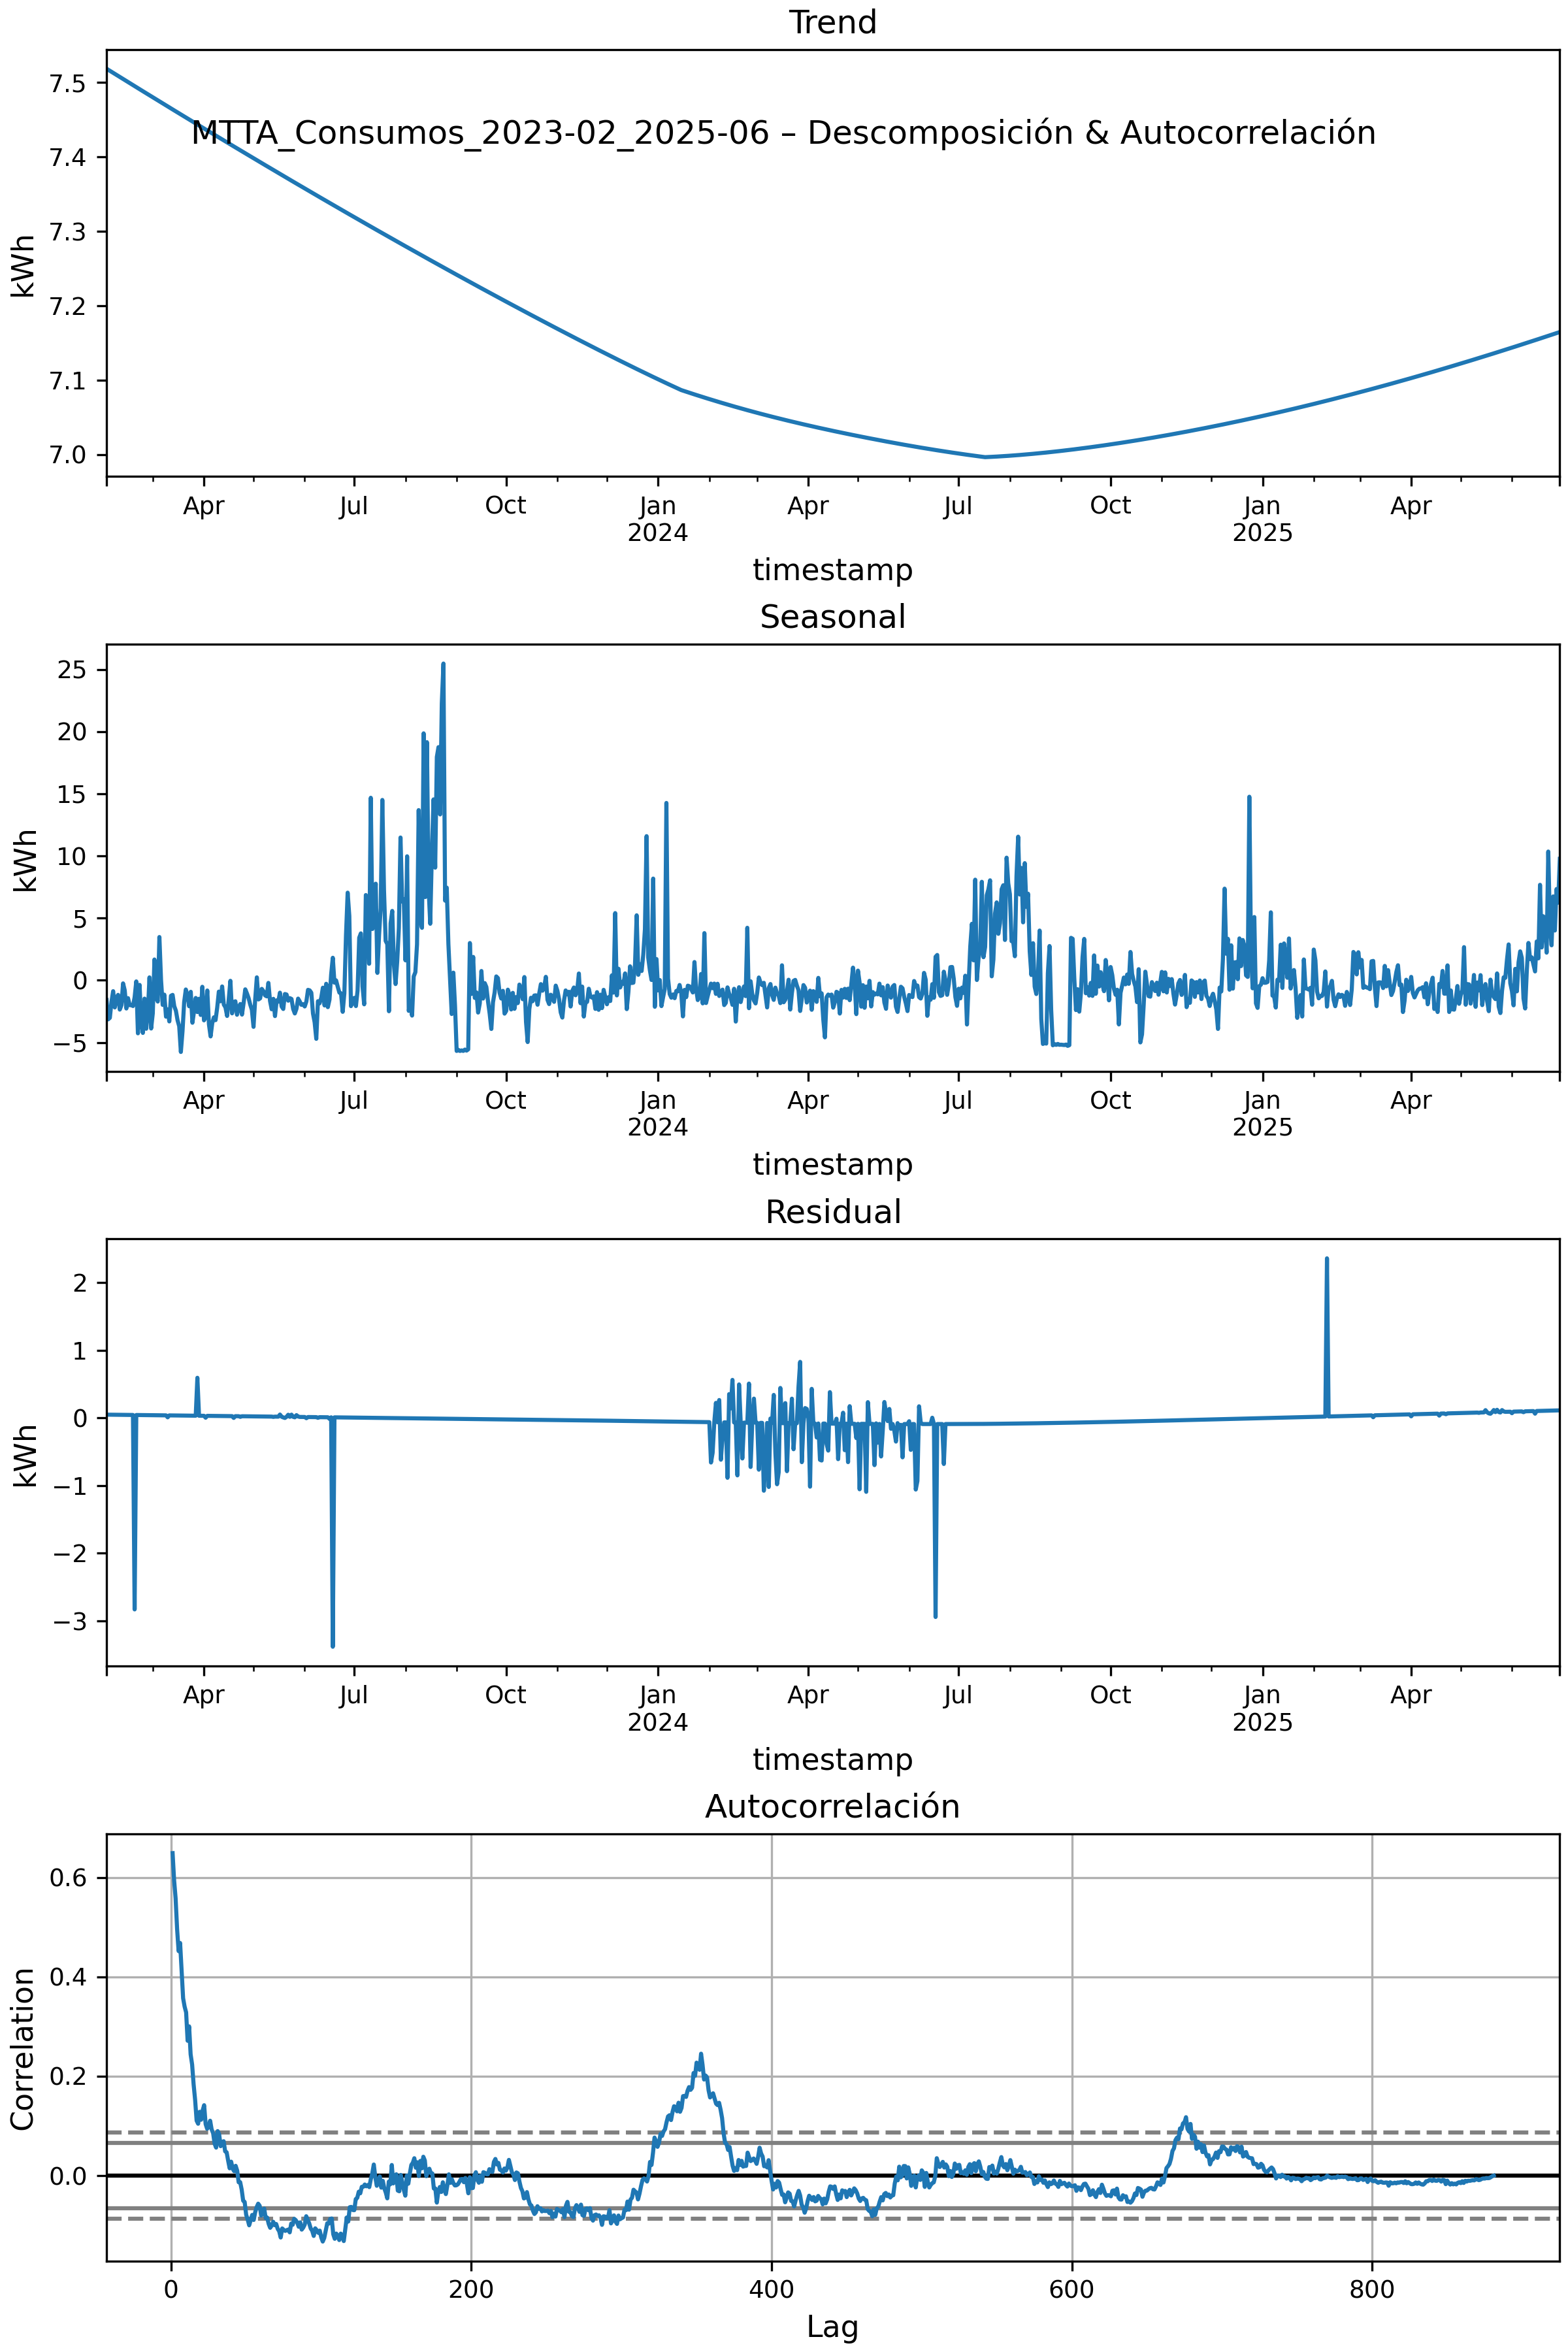 Trend
MTTA_Consumos_2023-02_2025-06 – Descomposición & Autocorrelación
kWh
7.5
7.4
7.3
7.2
7.1
7.0
Apr Jul Oct Jan Apr Jul Oct Jan Apr
2024 2025
timestamp
Seasonal
kWh
25
20
15
10
5
0
−5
Apr Jul Oct Jan Apr Jul Oct Jan Apr
2024 2025
timestamp
Residual
kWh
2
1
0
−1
−2
−3
Apr Jul Oct Jan Apr Jul Oct Jan Apr
2024 2025
timestamp
Autocorrelación
Correlation
0.6
0.4
0.2
0.0
0 200 400 600 800
Lag